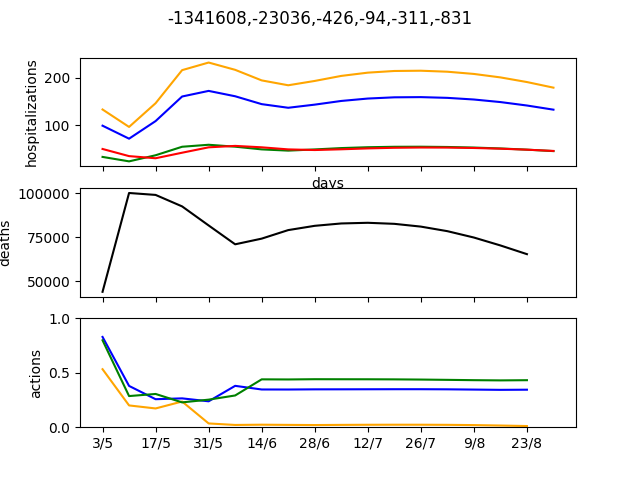 -1341608,-23036,-426,-94,-311,-831
hospitalizations
200
100
days
deaths
100000
75000
50000
actions
1.0
0.5
0.0
3/5 17/5 31/5 14/6 28/6 12/7 26/7 9/8 23/8